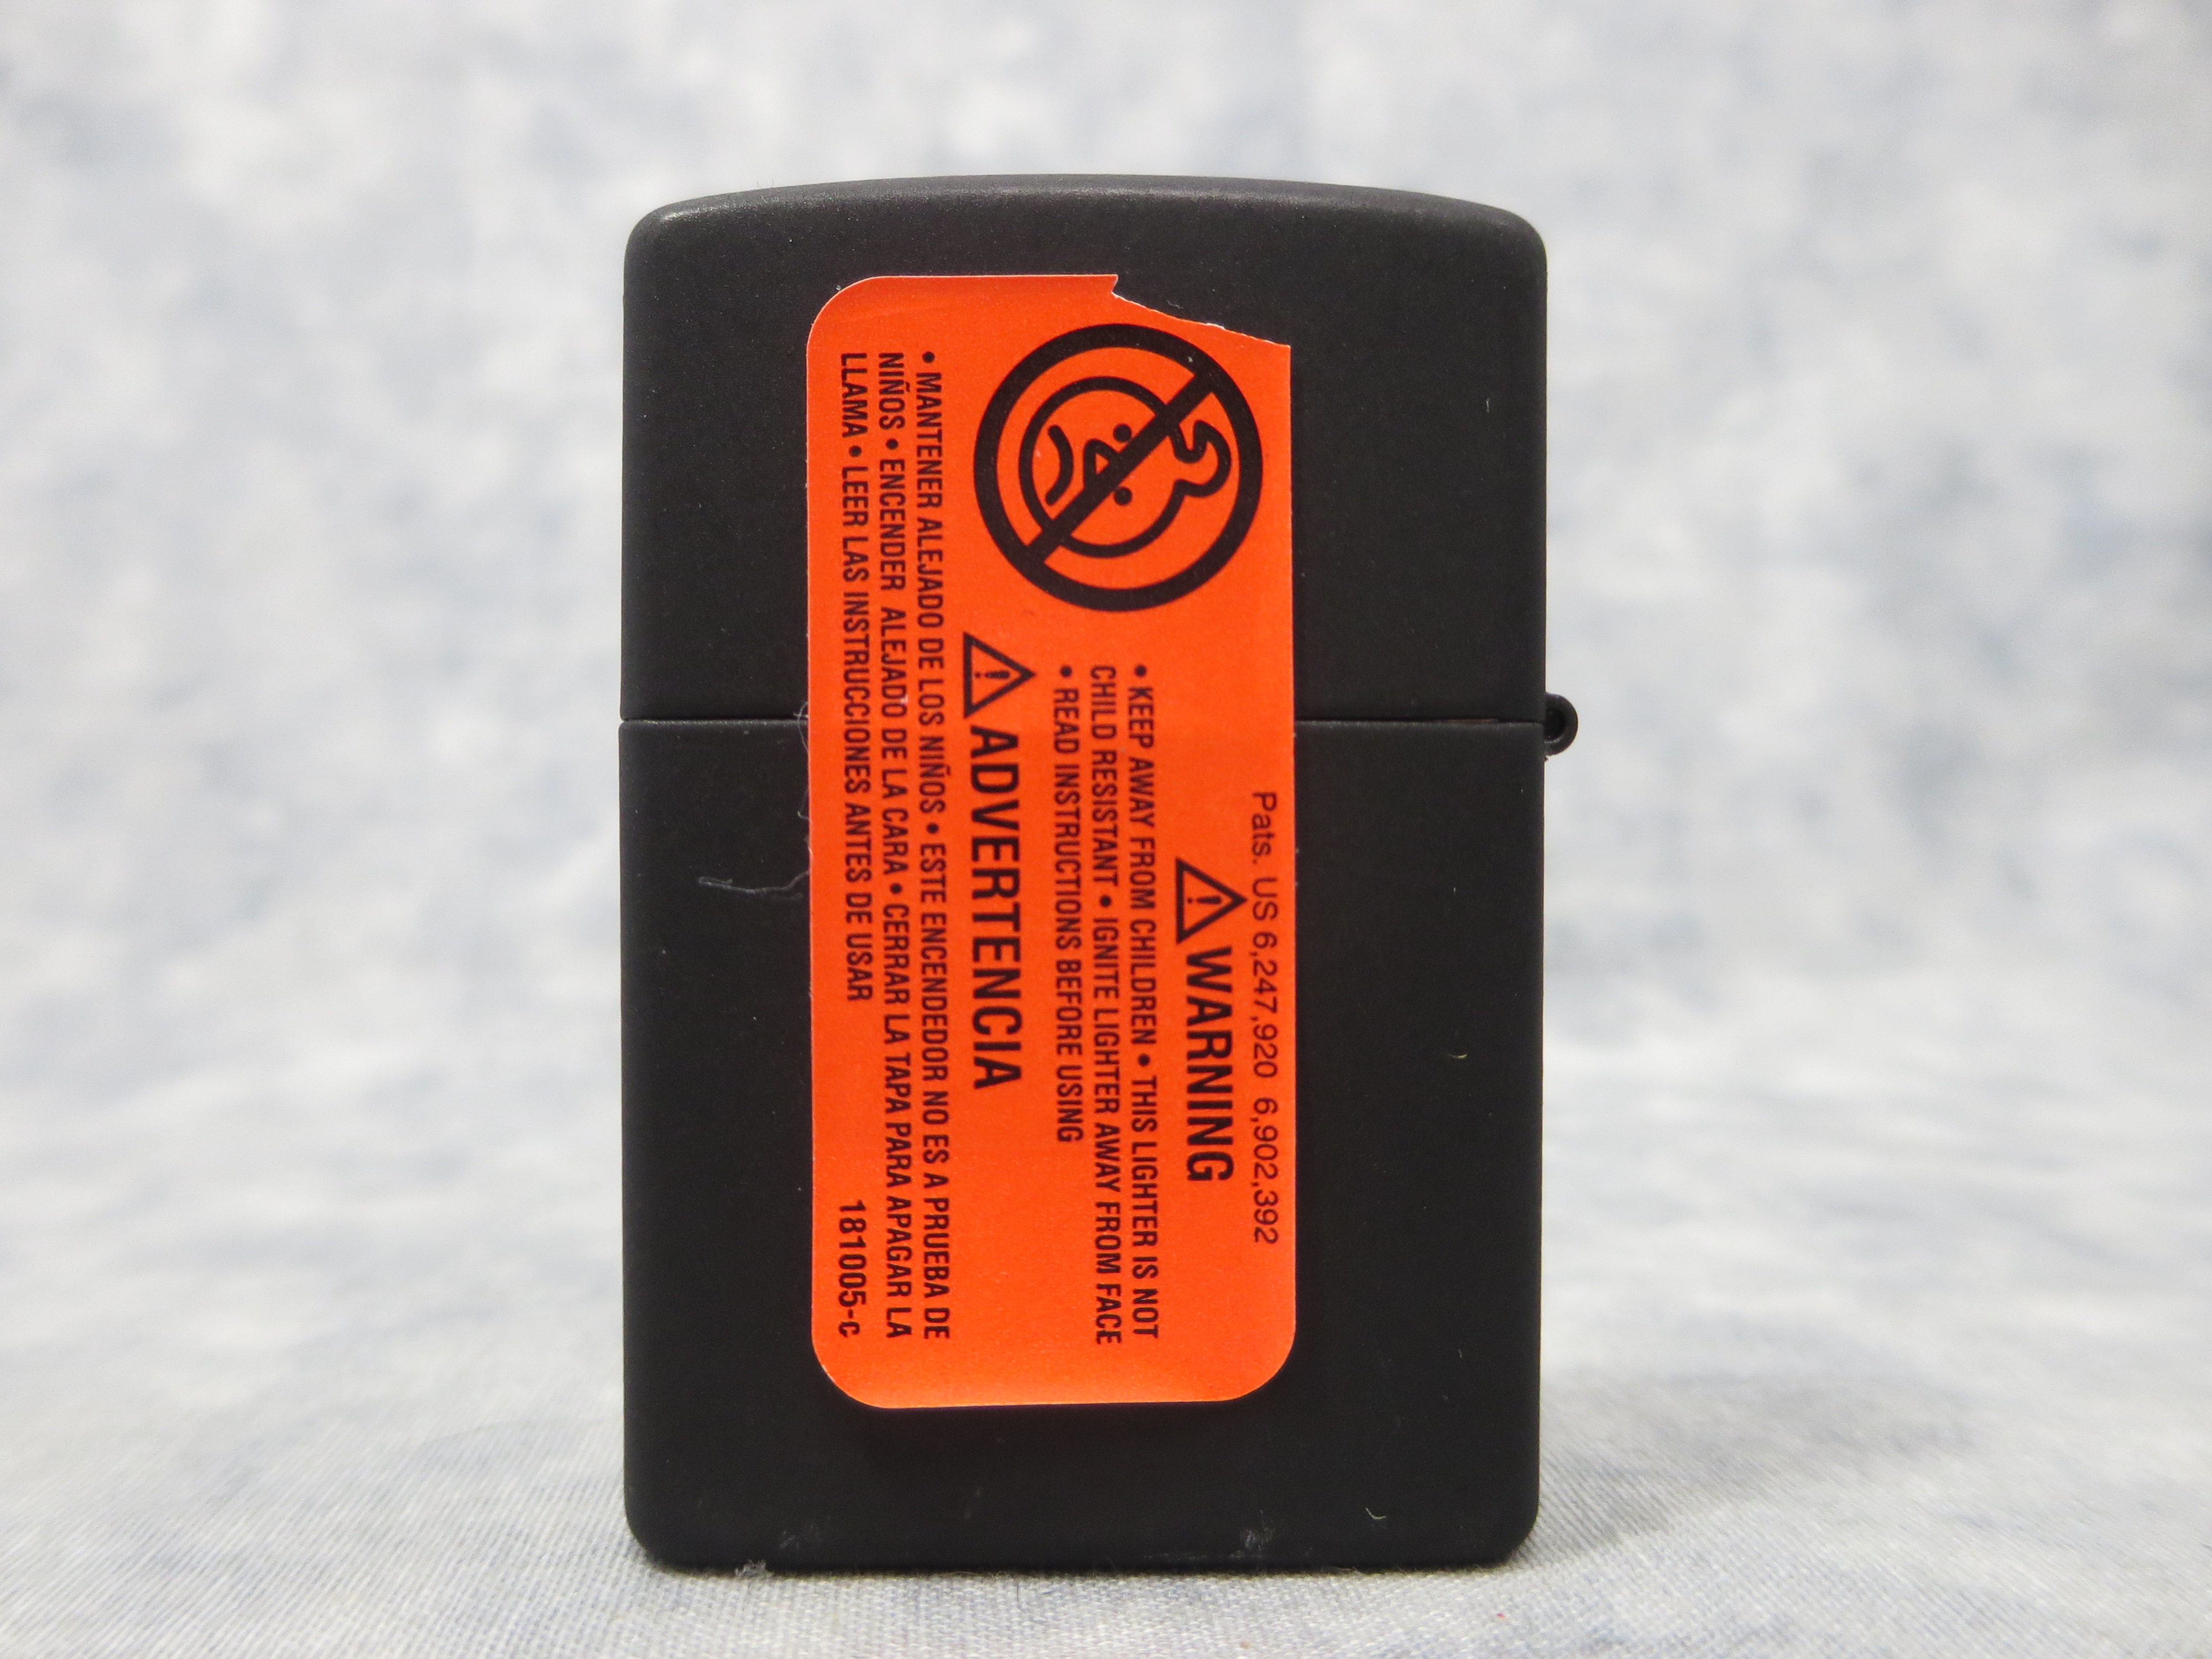 Pats. US 6,247,920 6,902,392
WARNING
• KEEP AWAY FROM CHILDREN • THIS LIGHTER IS NOT
CHILD RESISTANT • IGNITE LIGHTER AWAY FROM FACE
• READ INSTRUCTIONS BEFORE USING
ADVERTENCIA
• MANTENER ALEJADO DE LOS NIÑOS • ESTE ENCENDEDOR NO ES A PRUEBA DE
NIÑOS • ENCENDER ALEJADO DE LA CARA • CERRAR LA TAPA PARA APAGAR LA
LLAMA • LEER LAS INSTRUCCIONES ANTES DE USAR 181005-C